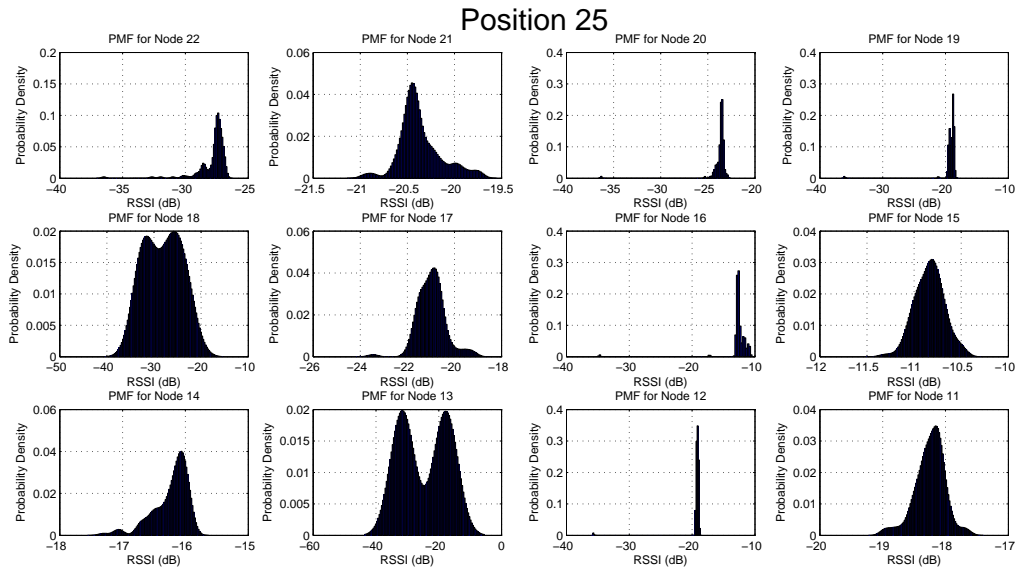 Position 25
PMF for Node 22
Probability Density
0.2
0.15
0.1
0.05
0
−40 −35 −30 −25
RSSI (dB)
PMF for Node 21
Probability Density
0.06
0.04
0.02
0
−21.5 −21 −20.5 −20 −19.5
RSSI (dB)
PMF for Node 20
Probability Density
0.4
0.3
0.2
0.1
0
−40 −35 −30 −25 −20
RSSI (dB)
PMF for Node 19
Probability Density
0.4
0.3
0.2
0.1
0
−40 −30 −20 −10
RSSI (dB)
PMF for Node 18
Probability Density
0.02
0.015
0.01
0.005
0
−50 −40 −30 −20 −10
RSSI (dB)
PMF for Node 17
Probability Density
0.06
0.04
0.02
0
−26 −24 −22 −20 −18
RSSI (dB)
PMF for Node 16
Probability Density
0.4
0.3
0.2
0.1
0
−40 −30 −20 −10
RSSI (dB)
PMF for Node 15
Probability Density
0.04
0.03
0.02
0.01
0
−12 −11.5 −11 −10.5 −10
RSSI (dB)
PMF for Node 14
Probability Density
0.06
0.04
0.02
0
−18 −17 −16 −15
RSSI (dB)
PMF for Node 13
Probability Density
0.02
0.015
0.01
0.005
0
−60 −40 −20 0
RSSI (dB)
PMF for Node 12
Probability Density
0.4
0.3
0.2
0.1
0
−40 −30 −20 −10
RSSI (dB)
PMF for Node 11
Probability Density
0.04
0.03
0.02
0.01
0
−20 −19 −18 −17
RSSI (dB)